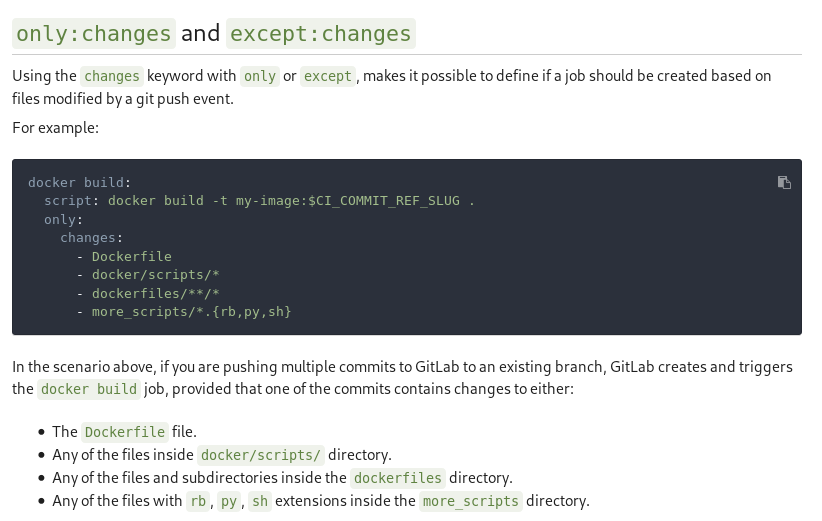 only:changes and except:changes
Using the changes keyword with only or except, makes it possible to define if a job should be created based on
files modified by a git push event.
For example:
docker build:
  script: docker build -t my-image:$CI_COMMIT_REF_SLUG .
  only:
    changes:
      - Dockerfile
      - docker/scripts/*
      - dockerfiles/**/*
      - more_scripts/*.{rb,py,sh}
In the scenario above, if you are pushing multiple commits to GitLab to an existing branch, GitLab creates and triggers
the docker build job, provided that one of the commits contains changes to either:
• The Dockerfile file.
• Any of the files inside docker/scripts/ directory.
• Any of the files and subdirectories inside the dockerfiles directory.
• Any of the files with rb, py, sh extensions inside the more_scripts directory.